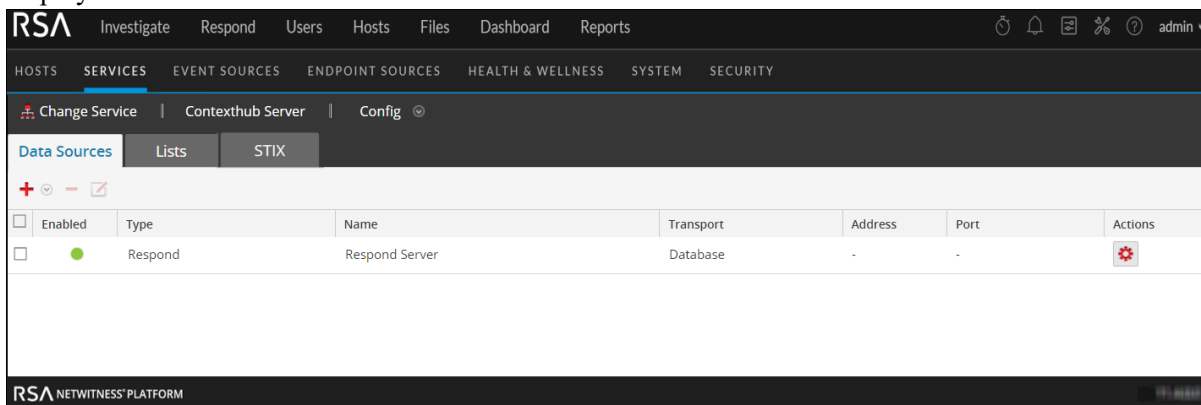 RSA Investigate Respond Users Hosts Files Dashboard Reports admin
HOSTS SERVICES EVENT SOURCES ENDPOINT SOURCES HEALTH & WELLNESS SYSTEM SECURITY
Change Service | Contexthub Server | Config
Data Sources Lists STIX
Enabled Type Name Transport Address Port Actions
Respond Respond Server Database - -
RSA NETWITNESS® PLATFORM